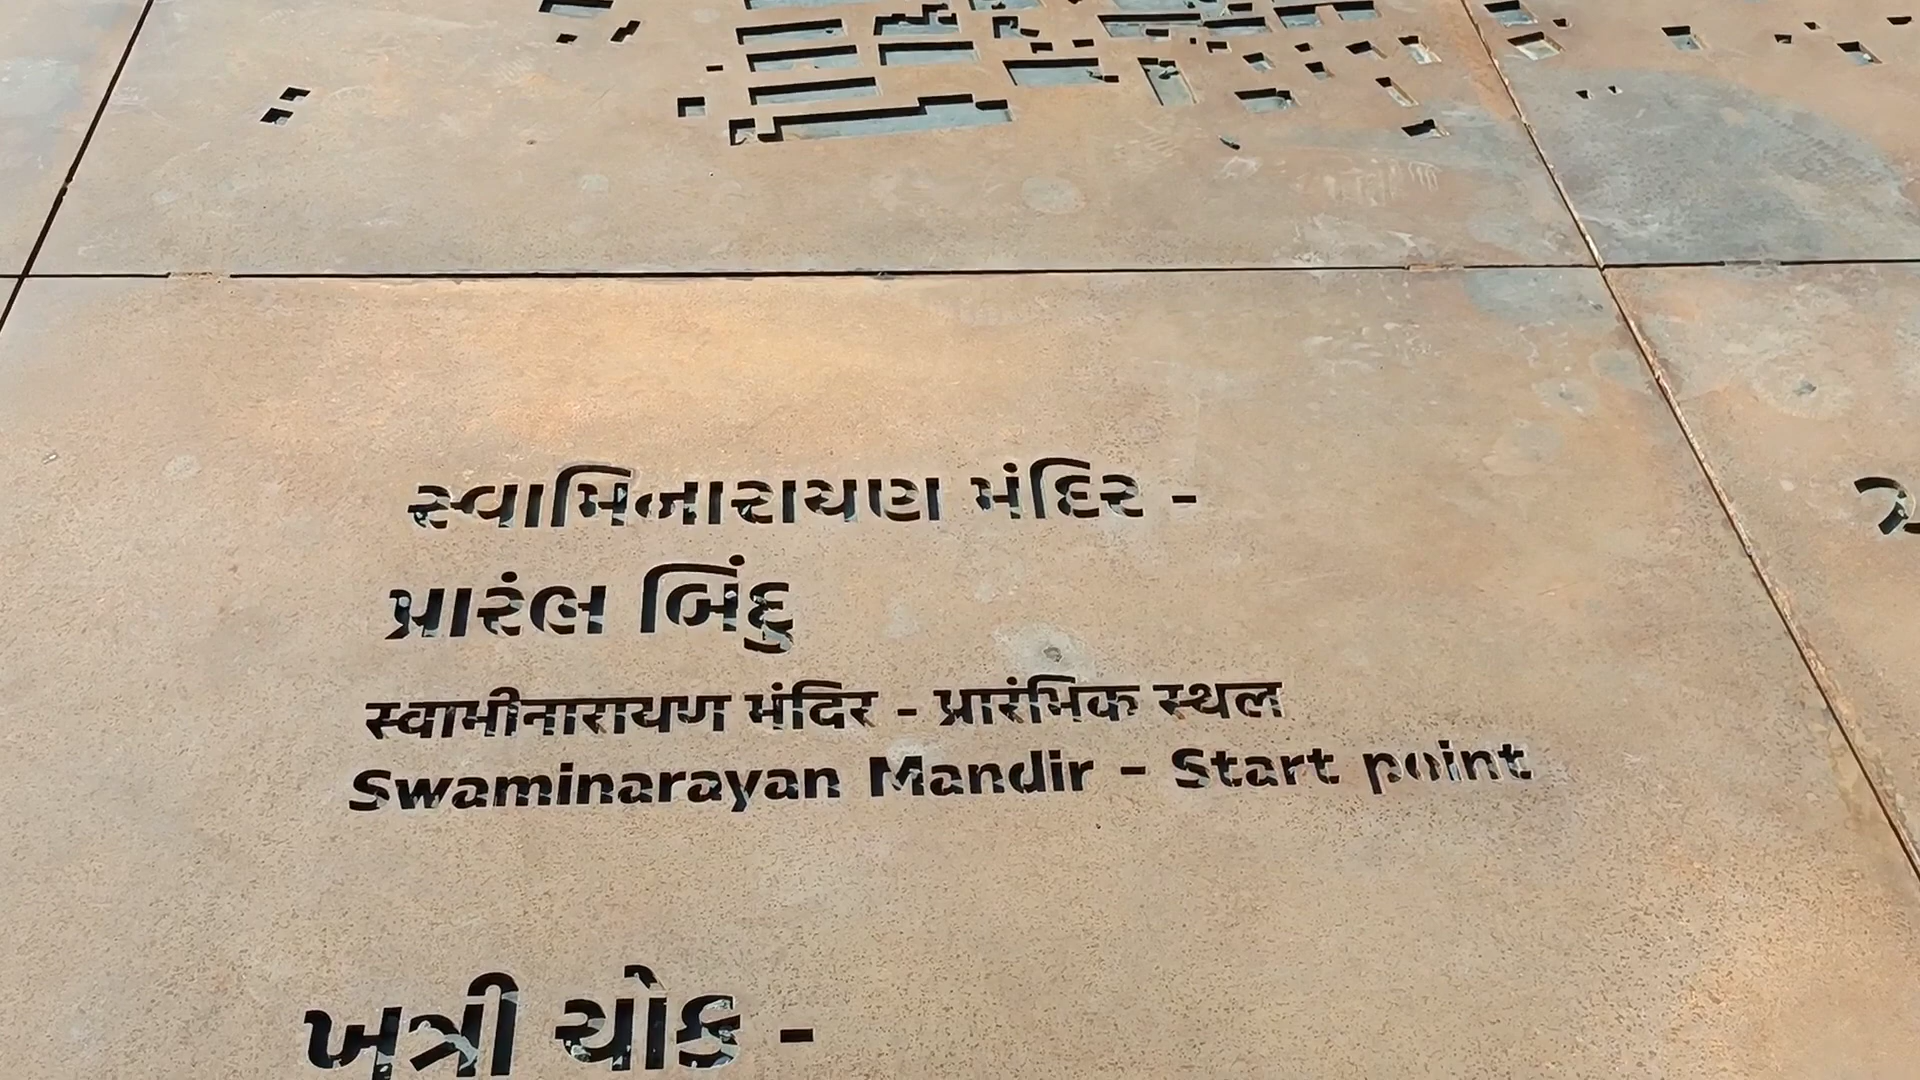 સ્વામિનારાયણ મંદિર -
પ્રારંભ બિંદુ
स्वामीनारायण मंदिर - प्रारंभिक स्थल
Swaminarayan Mandir - Start point
ખત્રી ચોક -